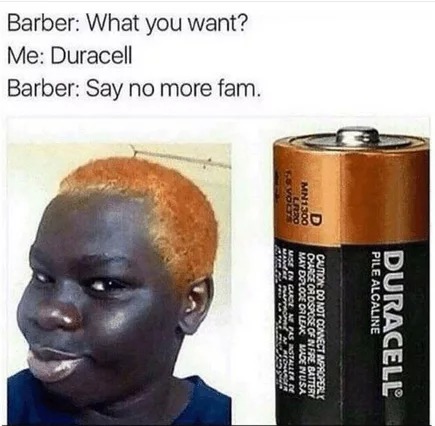 Barber: What you want?
Me: Duracell
Barber: Say no more fam.
DURACELL®
PILE ALCALINE
D
MN1300
LR20
1.5 VOLTS
CAUTION: DO NOT CONNECT IMPROPERLY,
CHARGE OR DISPOSE OF IN FIRE. BATTERY
MAY EXPLODE OR LEAK. MADE IN U.S.A.